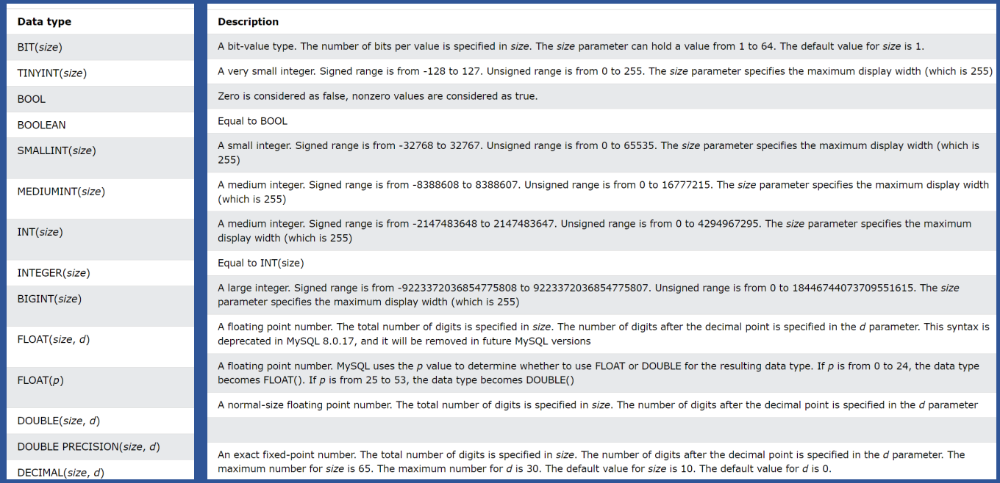 Data type
BIT(size)
TINYINT(size)
BOOL
BOOLEAN
SMALLINT(size)
MEDIUMINT(size)
INT(size)
INTEGER(size)
BIGINT(size)
FLOAT(size, d)
FLOAT(p)
DOUBLE(size, d)
DOUBLE PRECISION(size, d)
DECIMAL(size, d)
Description
A bit-value type. The number of bits per value is specified in size. The size parameter can hold a value from 1 to 64. The default value for size is 1.
A very small integer. Signed range is from -128 to 127. Unsigned range is from 0 to 255. The size parameter specifies the maximum display width (which is 255)
Zero is considered as false, nonzero values are considered as true.
Equal to BOOL
A small integer. Signed range is from -32768 to 32767. Unsigned range is from 0 to 65535. The size parameter specifies the maximum display width (which is
255)
A medium integer. Signed range is from -8388608 to 8388607. Unsigned range is from 0 to 16777215. The size parameter specifies the maximum display width
(which is 255)
A medium integer. Signed range is from -2147483648 to 2147483647. Unsigned range is from 0 to 4294967295. The size parameter specifies the maximum
display width (which is 255)
Equal to INT(size)
A large integer. Signed range is from -9223372036854775808 to 9223372036854775807. Unsigned range is from 0 to 18446744073709551615. The size
parameter specifies the maximum display width (which is 255)
A floating point number. The total number of digits is specified in size. The number of digits after the decimal point is specified in the d parameter. This syntax is
deprecated in MySQL 8.0.17, and it will be removed in future MySQL versions
A floating point number. MySQL uses the p value to determine whether to use FLOAT or DOUBLE for the resulting data type. If p is from 0 to 24, the data type
becomes FLOAT(). If p is from 25 to 53, the data type becomes DOUBLE()
A normal-size floating point number. The total number of digits is specified in size. The number of digits after the decimal point is specified in the d parameter
An exact fixed-point number. The total number of digits is specified in size. The number of digits after the decimal point is specified in the d parameter. The
maximum number for size is 65. The maximum number for d is 30. The default value for size is 10. The default value for d is 0.